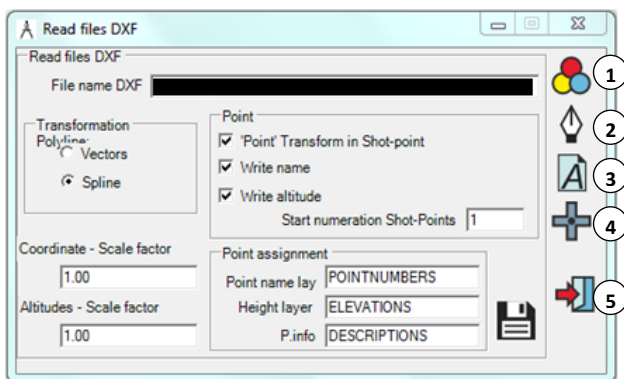 Read files DXF
Read files DXF
File name DXF
1
Transformation
Polyline:
Vectors
Spline
Point
'Point' Transform in Shot-point
Write name
Write altitude
Start numeration Shot-Points 1
2
A 3
4
Coordinate - Scale factor
1.00
Altitudes - Scale factor
1.00
Point assignment
Point name lay POINTNUMBERS
Height layer ELEVATIONS
P.info DESCRIPTIONS
5